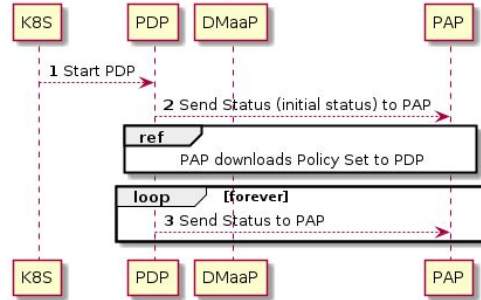 K8S PDP DMaaP PAP
1 Start PDP
2 Send Status (initial status) to PAP
ref
PAP downloads Policy Set to PDP
loop [forever]
3 Send Status to PAP
K8S PDP DMaaP PAP